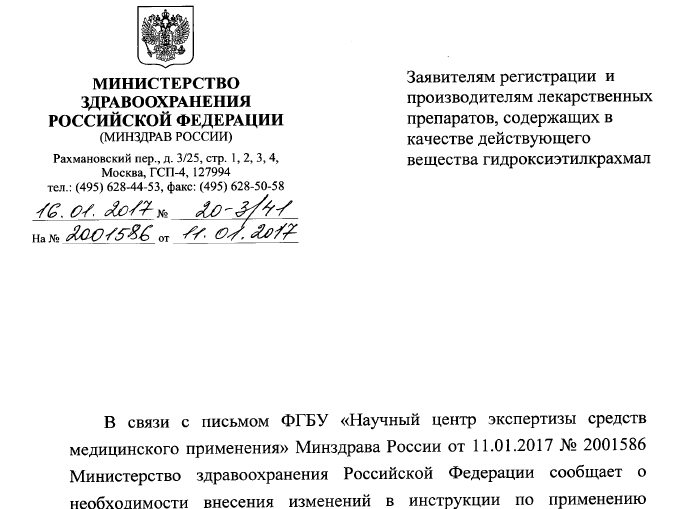 МИНИСТЕРСТВО
ЗДРАВООХРАНЕНИЯ
РОССИЙСКОЙ ФЕДЕРАЦИИ
(МИНЗДРАВ РОССИИ)
Рахмановский пер., д. 3/25, стр. 1, 2, 3, 4,
Москва, ГСП-4, 127994
тел.: (495) 628-44-53, факс: (495) 628-50-58
16.01.2017 № 20-3/41
На № 2001586 от 11.01.2017
Заявителям регистрации и
производителям лекарственных
препаратов, содержащих в
качестве действующего
вещества гидроксиэтилкрахмал
В связи с письмом ФГБУ «Научный центр экспертизы средств
медицинского применения» Минздрава России от 11.01.2017 № 2001586
Министерство здравоохранения Российской Федерации сообщает о
необходимости внесения изменений в инструкции по применению